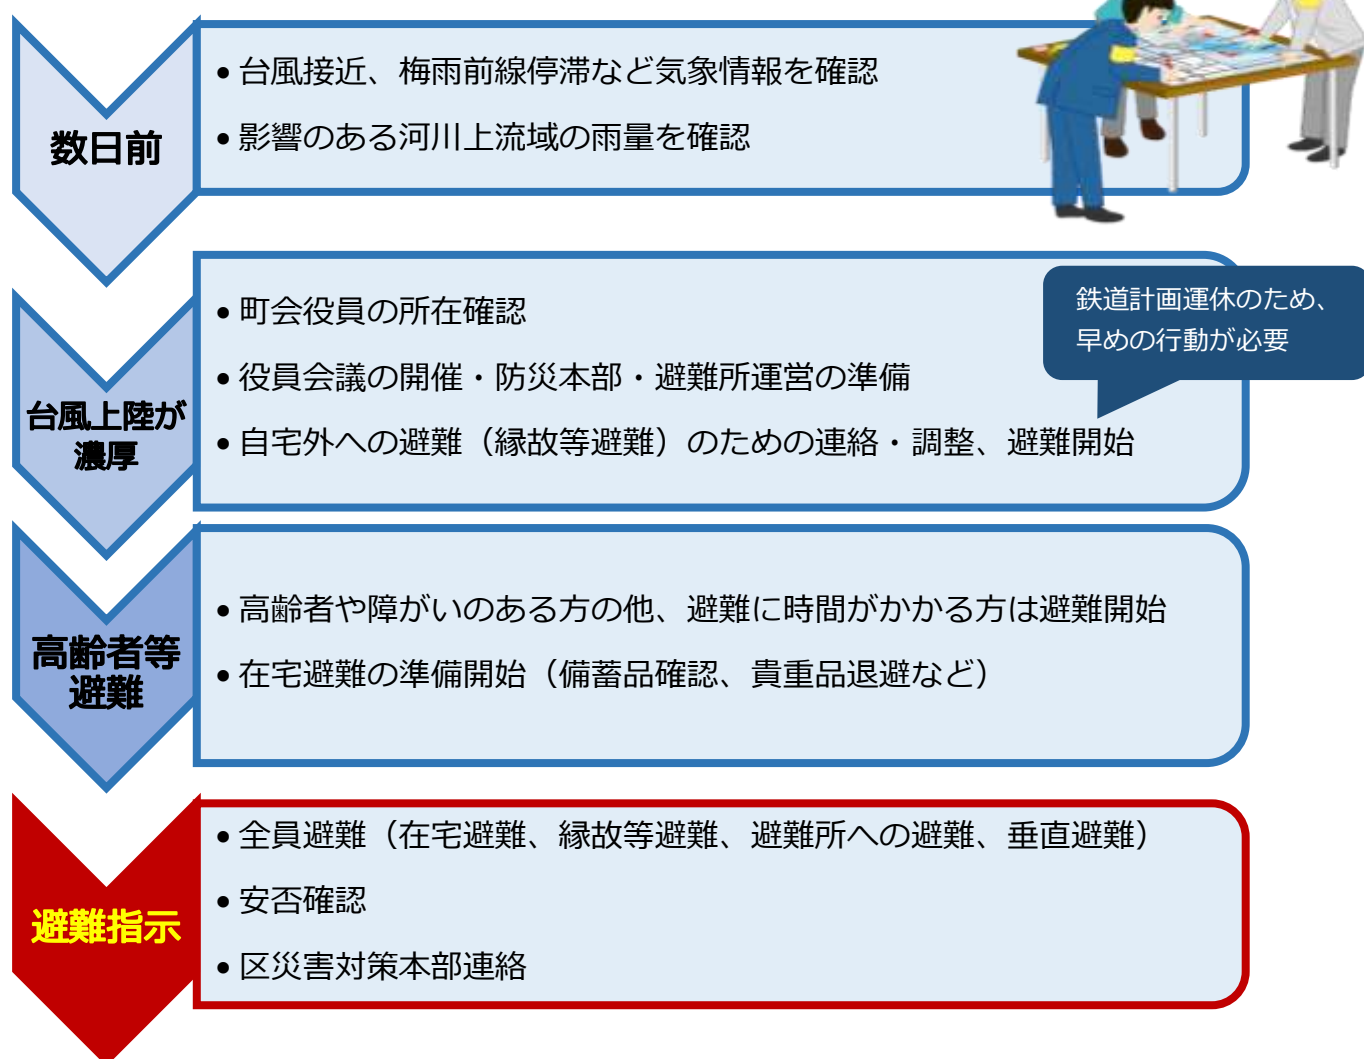 数日前
• 台風接近、梅雨前線停滞など気象情報を確認
• 影響のある河川上流域の雨量を確認
台風上陸が
濃厚
• 町会役員の所在確認
• 役員会議の開催・防災本部・避難所運営の準備
• 自宅外への避難（縁故等避難）のための連絡・調整、避難開始
鉄道計画運休のため、
早めの行動が必要
高齢者等
避難
• 高齢者や障がいのある方の他、避難に時間がかかる方は避難開始
• 在宅避難の準備開始（備蓄品確認、貴重品退避など）
避難指示
• 全員避難（在宅避難、縁故等避難、避難所への避難、垂直避難）
• 安否確認
• 区災害対策本部連絡